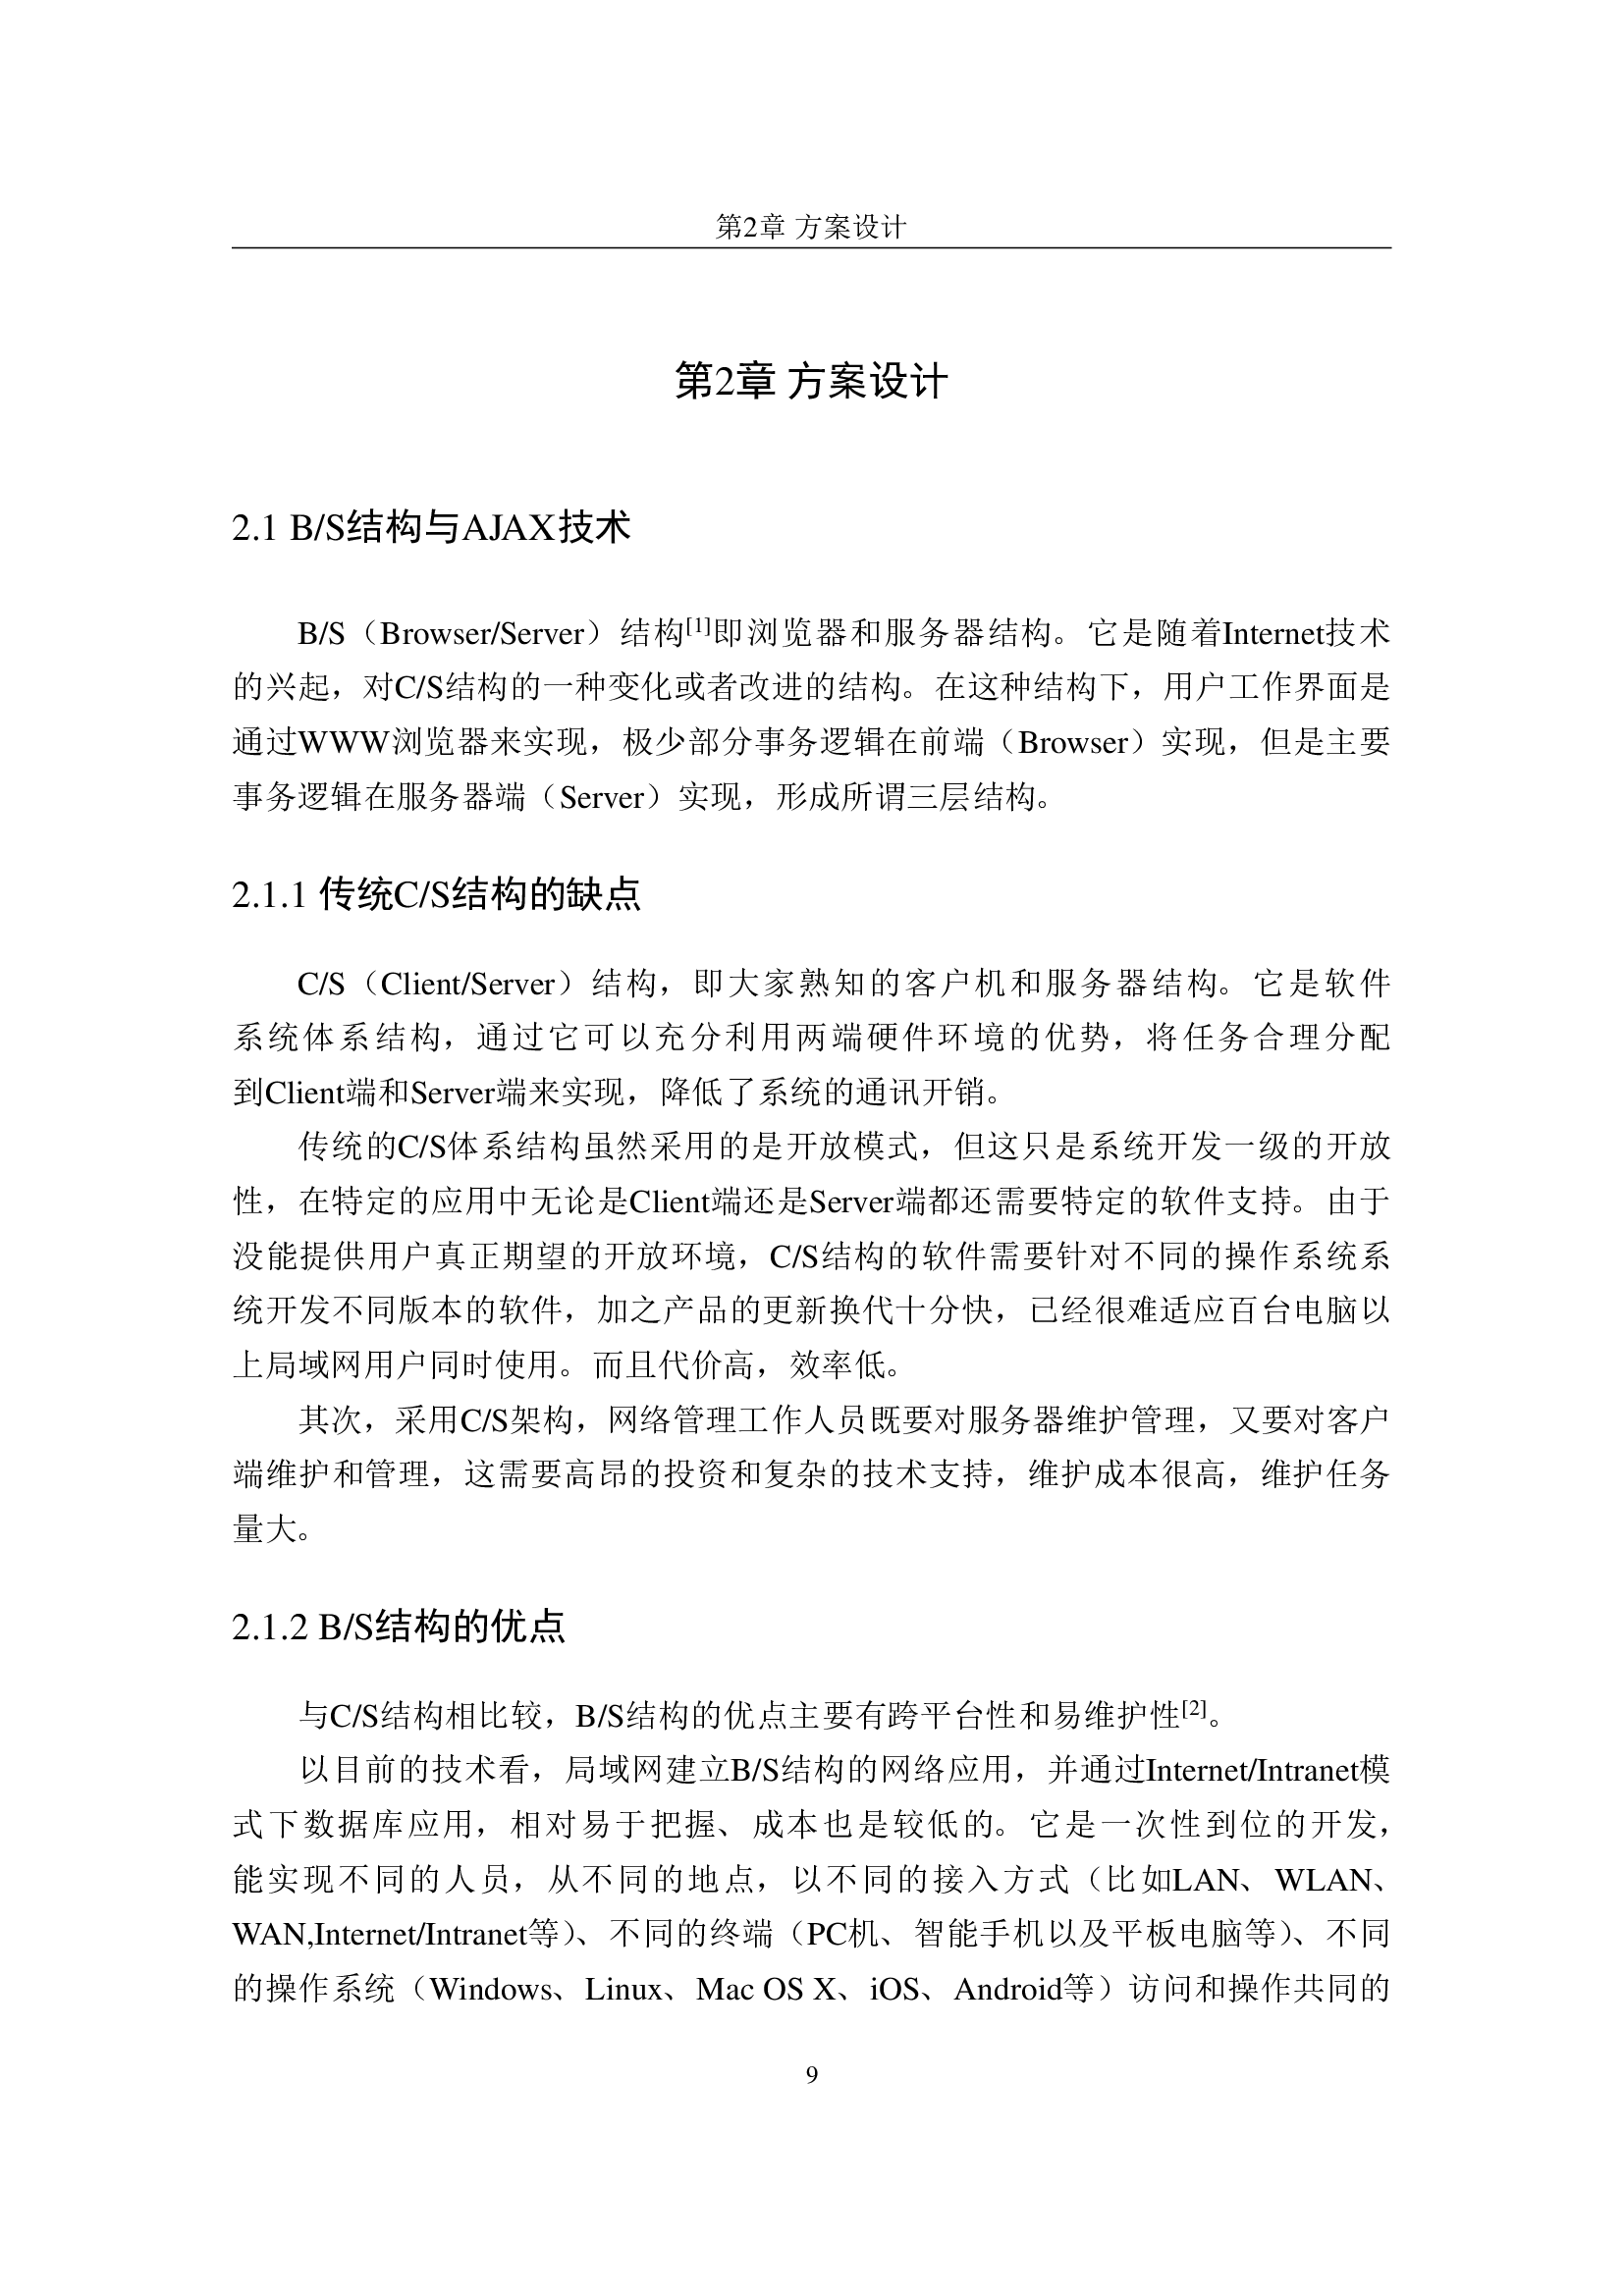 第2章 方案设计
第2章 方案设计
2.1 B/S结构与AJAX技术
B/S（Browser/Server）结构[1]即浏览器和服务器结构。它是随着Internet技术
的兴起，对C/S结构的一种变化或者改进的结构。在这种结构下，用户工作界面是
通过WWW浏览器来实现，极少部分事务逻辑在前端（Browser）实现，但是主要
事务逻辑在服务器端（Server）实现，形成所谓三层结构。
2.1.1 传统C/S结构的缺点
C/S（Client/Server）结构，即大家熟知的客户机和服务器结构。它是软件
系统体系结构，通过它可以充分利用两端硬件环境的优势，将任务合理分配
到Client端和Server端来实现，降低了系统的通讯开销。
传统的C/S体系结构虽然采用的是开放模式，但这只是系统开发一级的开放
性，在特定的应用中无论是Client端还是Server端都还需要特定的软件支持。由于
没能提供用户真正期望的开放环境，C/S结构的软件需要针对不同的操作系统系
统开发不同版本的软件，加之产品的更新换代十分快，已经很难适应百台电脑以
上局域网用户同时使用。而且代价高，效率低。
其次，采用C/S架构，网络管理工作人员既要对服务器维护管理，又要对客户
端维护和管理，这需要高昂的投资和复杂的技术支持，维护成本很高，维护任务
量大。
2.1.2 B/S结构的优点
与C/S结构相比较，B/S结构的优点主要有跨平台性和易维护性[2]。
以目前的技术看，局域网建立B/S结构的网络应用，并通过Internet/Intranet模
式下数据库应用，相对易于把握、成本也是较低的。它是一次性到位的开发，
能实现不同的人员，从不同的地点，以不同的接入方式（比如LAN、WLAN、
WAN,Internet/Intranet等）、不同的终端（PC机、智能手机以及平板电脑等）、不同
的操作系统（Windows、Linux、Mac OS X、iOS、Android等）访问和操作共同的
9